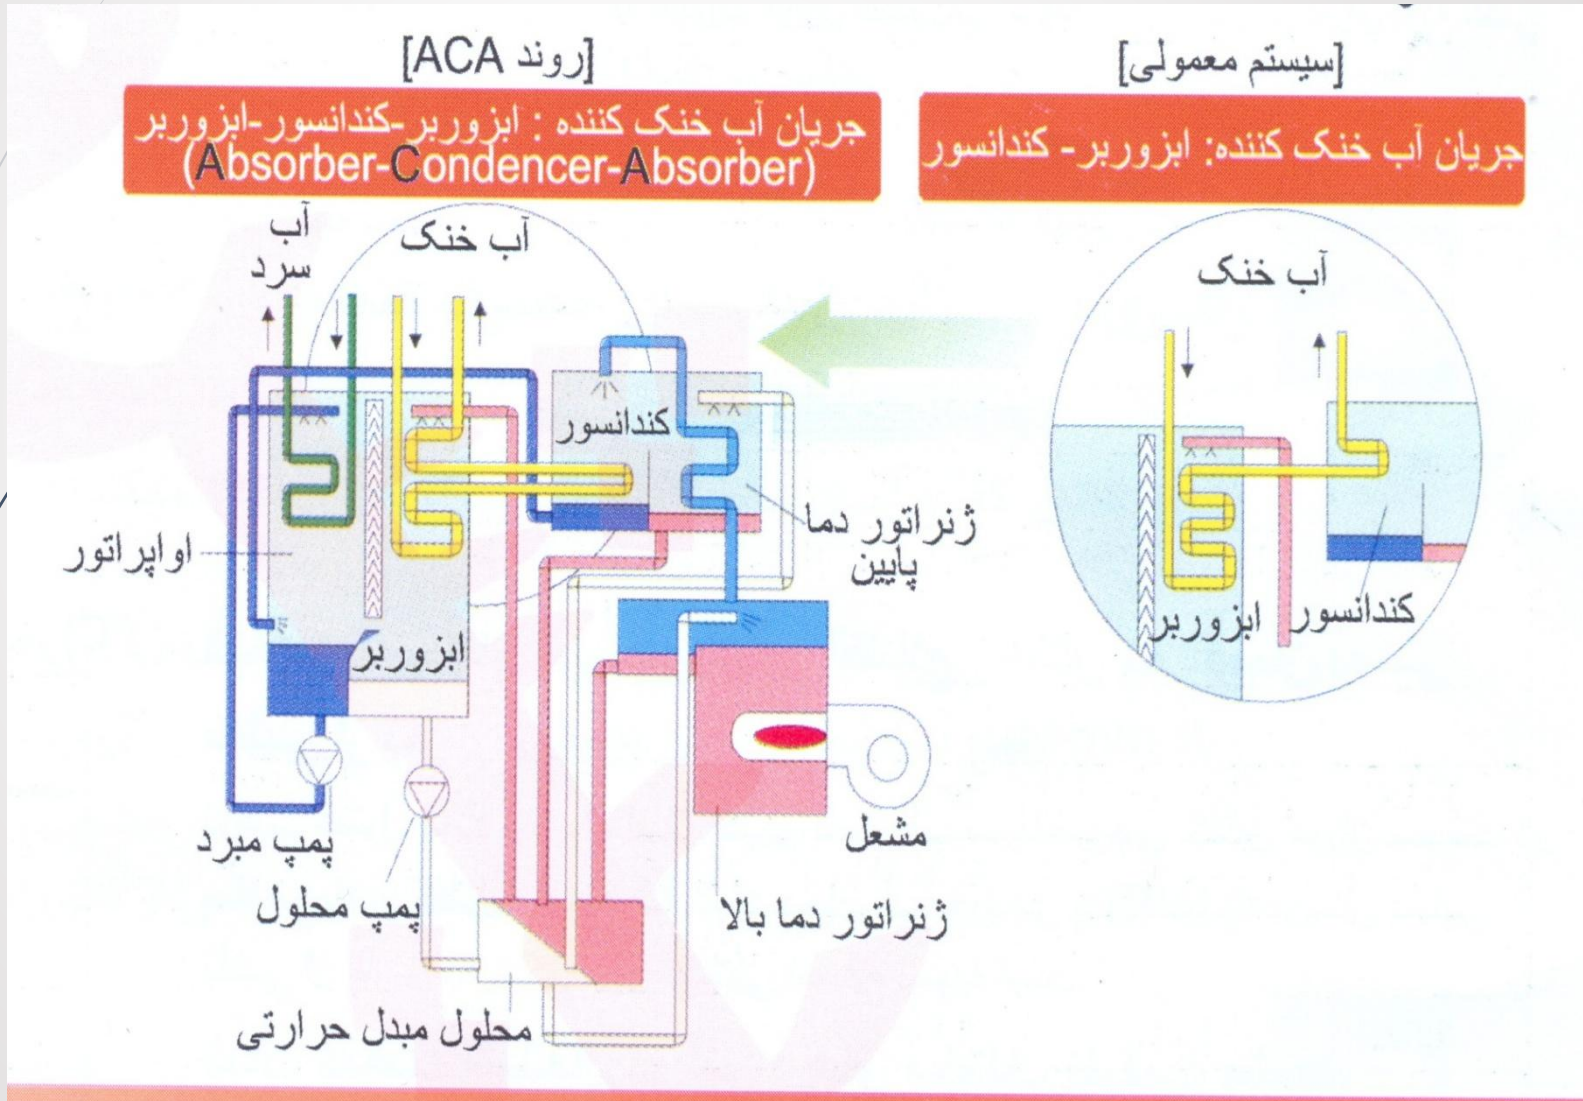 [سیستم معمولی]
جریان آب خنک کننده: ابزوربر- کندانسور
آب خنک
ابزوربر
کندانسور
[روند ACA]
جریان آب خنک کننده : ابزوربر-کندانسور-ابزوربر
(Absorber-Condencer-Absorber)
آب خنک
آب
سرد
کندانسور
ژنراتور دما
پایین
اواپراتور
ابزوربر
مشعل
پمپ مبرد
پمپ محلول
ژنراتور دما بالا
محلول مبدل حرارتی